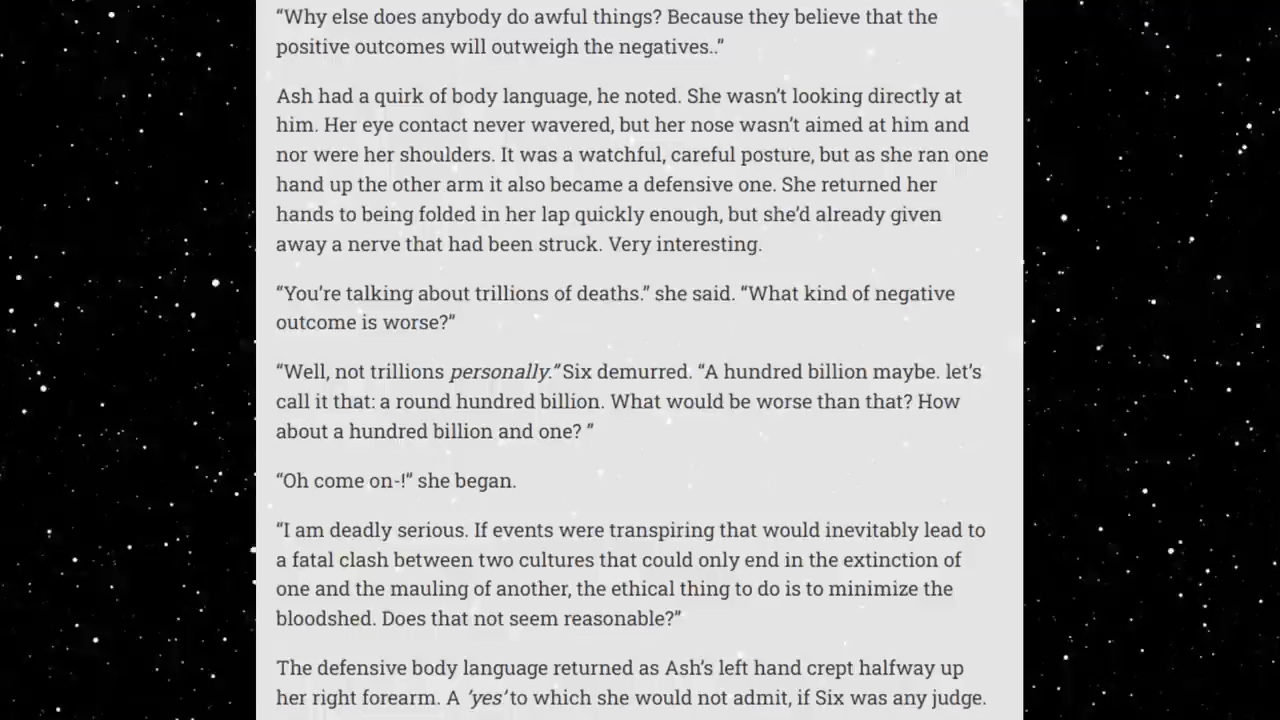 “Why else does anybody do awful things? Because they believe that the
positive outcomes will outweigh the negatives..”
Ash had a quirk of body language, he noted. She wasn’t looking directly at
him. Her eye contact never wavered, but her nose wasn’t aimed at him and
nor were her shoulders. It was a watchful, careful posture, but as she ran one
hand up the other arm it also became a defensive one. She returned her
hands to being folded in her lap quickly enough, but she’d already given
away a nerve that had been struck. Very interesting.
“You’re talking about trillions of deaths.” she said. “What kind of negative
outcome is worse?”
“Well, not trillions personally.” Six demurred. “A hundred billion maybe. let’s
call it that: a round hundred billion. What would be worse than that? How
about a hundred billion and one? ”
“Oh come on-!” she began.
“I am deadly serious. If events were transpiring that would inevitably lead to
a fatal clash between two cultures that could only end in the extinction of
one and the mauling of another, the ethical thing to do is to minimize the
bloodshed. Does that not seem reasonable?”
The defensive body language returned as Ash’s left hand crept halfway up
her right forearm. A ’yes’ to which she would not admit, if Six was any judge.